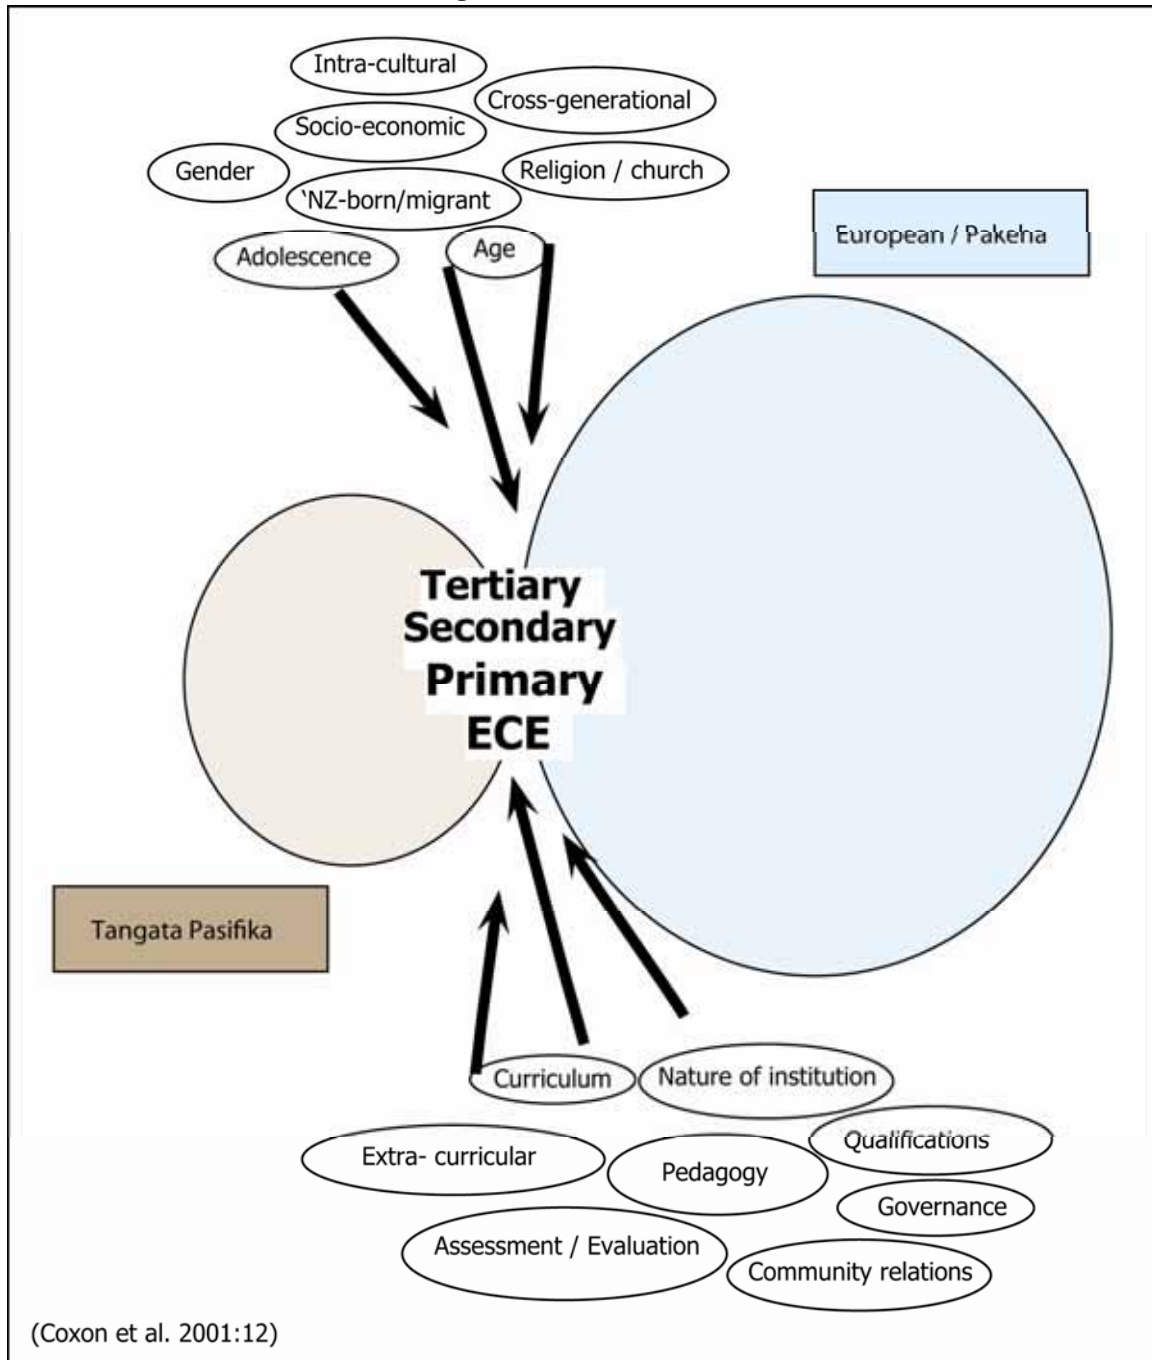 Intra-cultural
Cross-generational
Socio-economic
Gender
Religion / church
‘NZ-born/migrant
European / Pakeha
Adolescence
Age
Tertiary
Secondary
Primary
ECE
Tangata Pasifika
Curriculum
Nature of institution
Qualifications
Extra- curricular
Pedagogy
Governance
Assessment / Evaluation
Community relations
(Coxon et al. 2001:12)